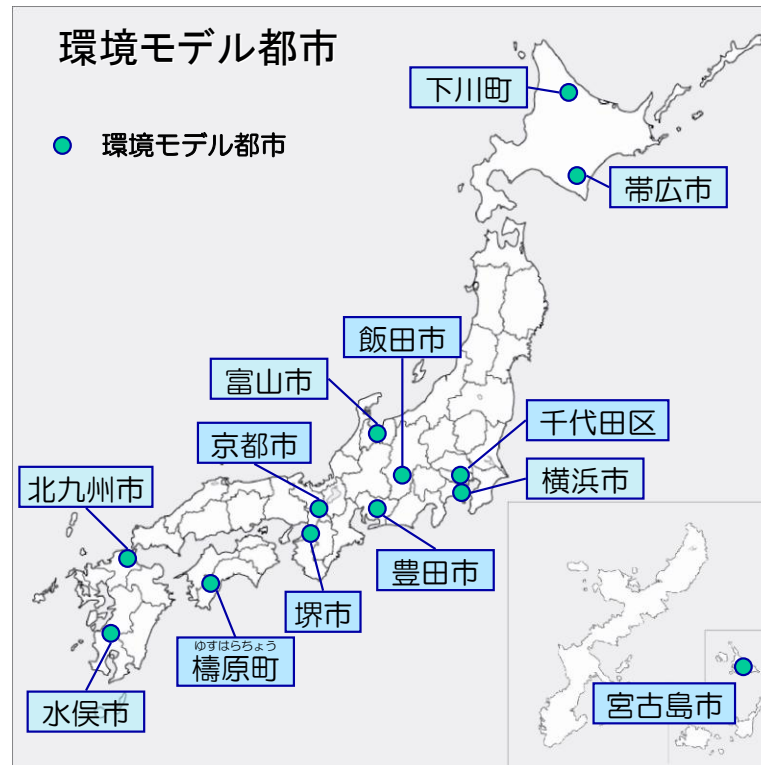 環境モデル都市
環境モデル都市
下川町
帯広市
飯田市
富山市
京都市
千代田区
横浜市
北九州市
豊田市
堺市
ゆすはらちょう
檮原町
水俣市
宮古島市